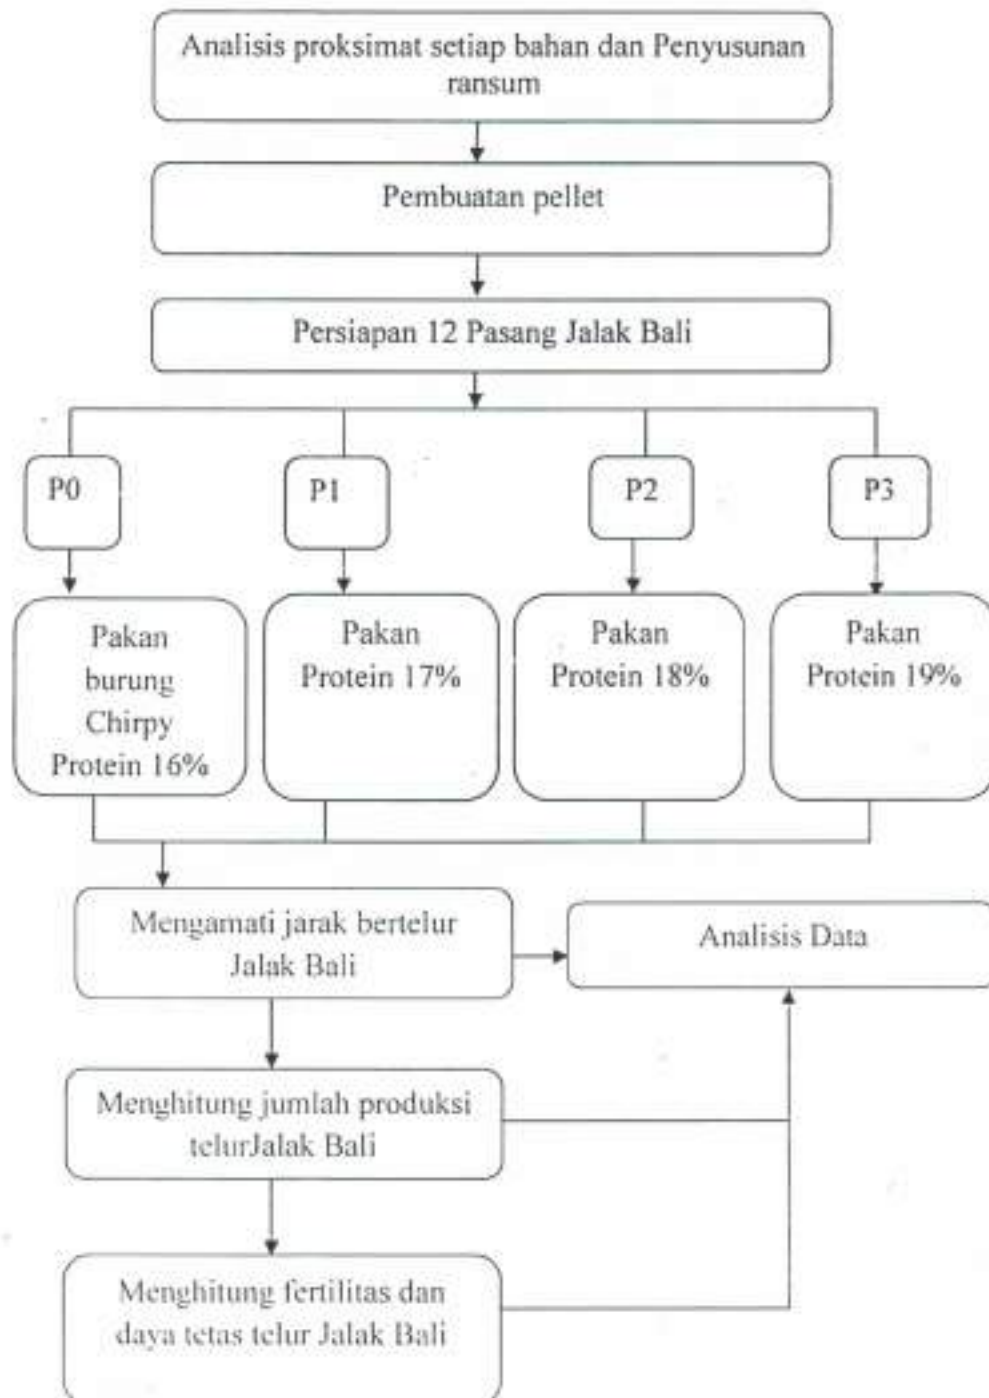 Analisis proksimat setiap bahan dan Penyusunan
ransum
Pembuatan pellet
Persiapan 12 Pasang Jalak Bali
P0
P1
P2
P3
Pakan
burung
Chirpy
Protein 16%
Pakan
Protein 17%
Pakan
Protein 18%
Pakan
Protein 19%
Mengamati jarak bertelur
Jalak Bali
Analisis Data
Menghitung jumlah produksi
telurJalak Bali
Menghitung fertilitas dan
daya tetas telur Jalak Bali